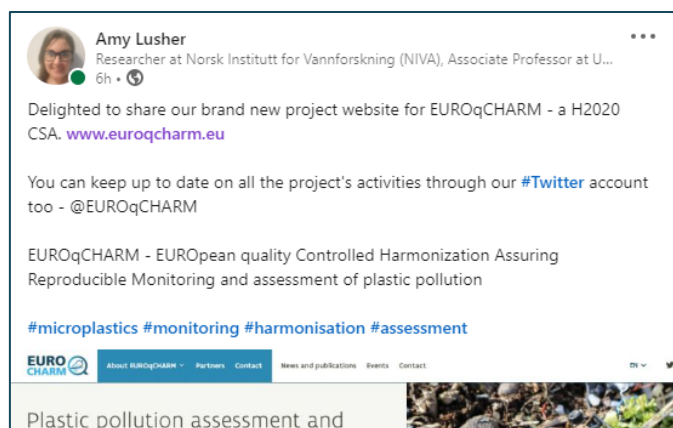 Amy Lusher
Researcher at Norsk Institutt for Vannforskning (NIVA), Associate Professor at U...
6h •
Delighted to share our brand new project website for EUROqCHARM - a H2020
CSA. www.euroqcharm.eu
You can keep up to date on all the project's activities through our #Twitter account
too - @EUROqCHARM
EUROqCHARM - EUROpean quality Controlled Harmonization Assuring
Reproducible Monitoring and assessment of plastic pollution
#microplastics #monitoring #harmonisation #assessment
EURO
CHARM
About EUROqCHARM Partners Contact News and publications Events Contact EN
Plastic pollution assessment and